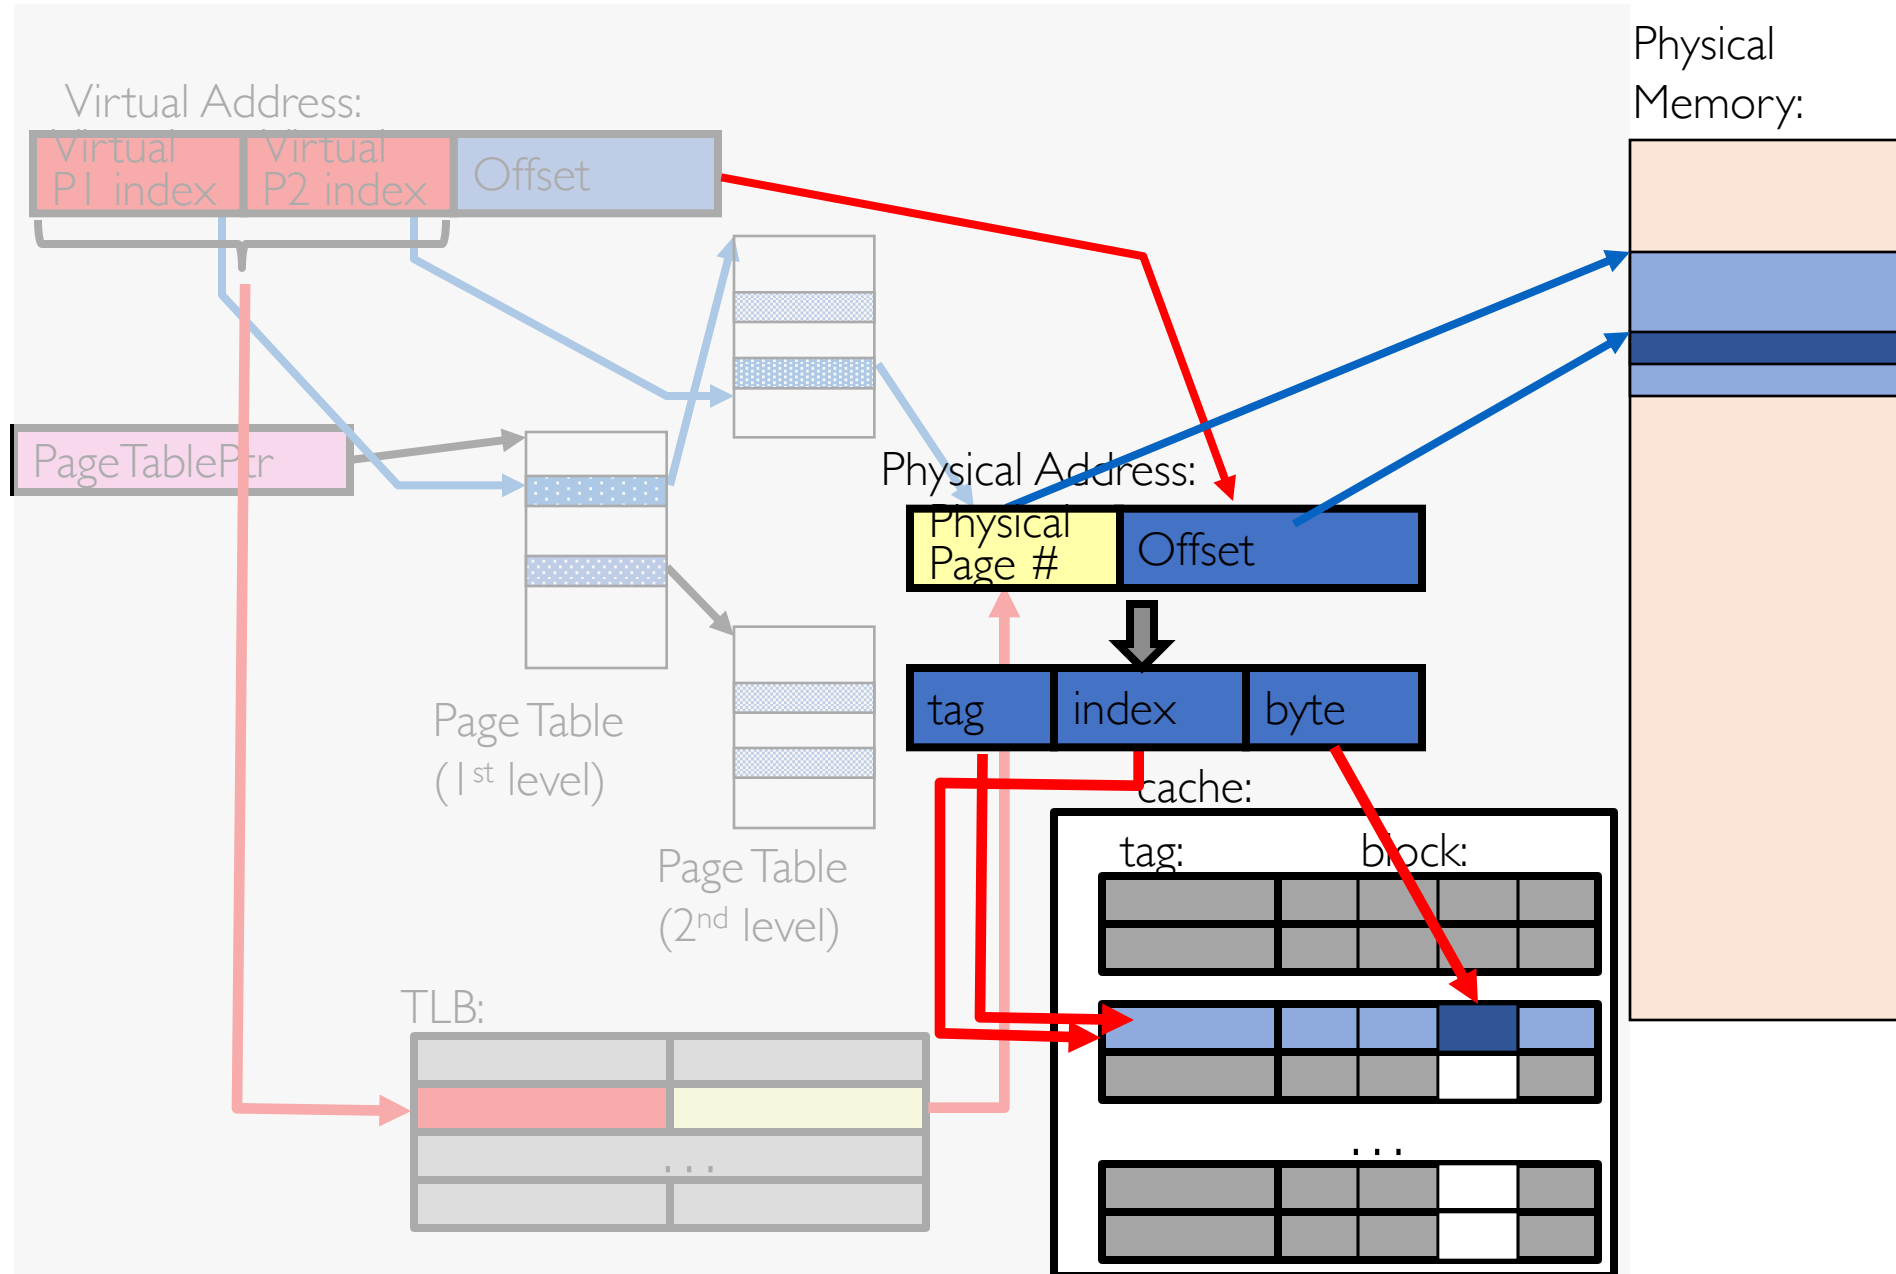 Physical
Memory:
Virtual Address:
Virtual
P1 index
Virtual
P2 index
Offset
PageTablePtr
Physical Address:
Physical
Page #
Offset
tag
index
byte
Page Table
(1st level)
cache:
tag:
block:
Page Table
(2nd level)
TLB:
...
...